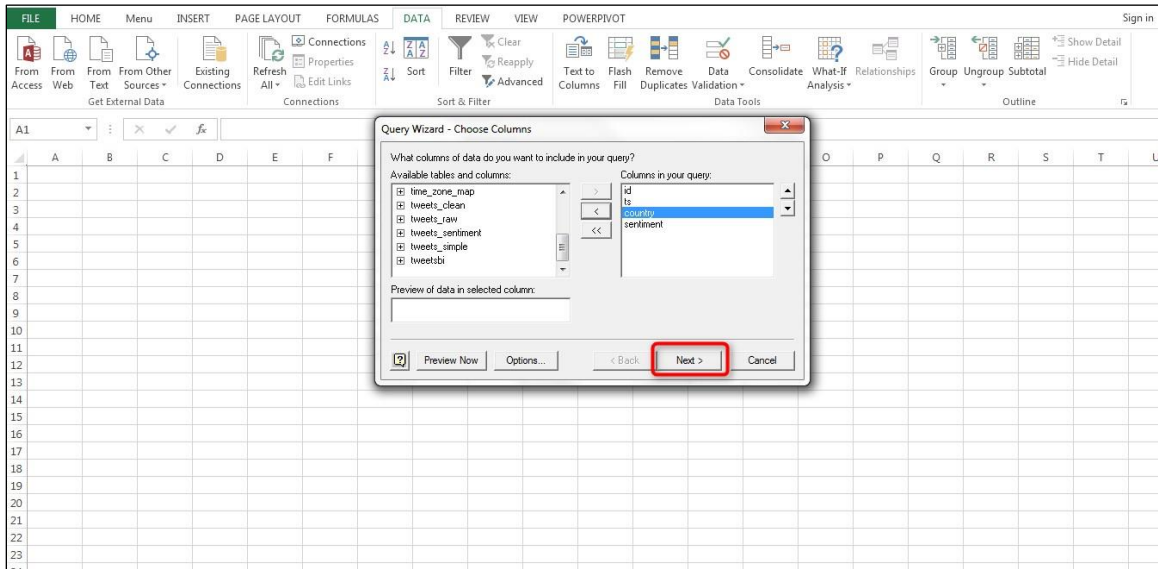 FILE HOME Menu INSERT PAGE LAYOUT FORMULAS DATA REVIEW VIEW POWERPIVOT Sign in
From Access From Web From Text From Other Sources Existing Connections
Get External Data
Refresh All Connections Properties Edit Links
Connections
Sort Filter Clear Reapply Advanced
Sort & Filter
Text to Columns Flash Fill Remove Duplicates Data Validation Consolidate What-If Analysis Relationships
Data Tools
Group Ungroup Subtotal Show Detail Hide Detail
Outline
A1 fx
A B C D E F O P Q R S T U
1
2
3
4
5
6
7
8
9
10
11
12
13
14
15
16
17
18
19
20
21
22
23
Query Wizard - Choose Columns
What columns of data do you want to include in your query?
Available tables and columns: Columns in your query:
time_zone_map
tweets_clean
tweets_raw
tweets_sentiment
tweets_simple
tweetsbi
>
<
<<
id
ts
country
sentiment
Preview of data in selected column:
? Preview Now Options... < Back Next > Cancel